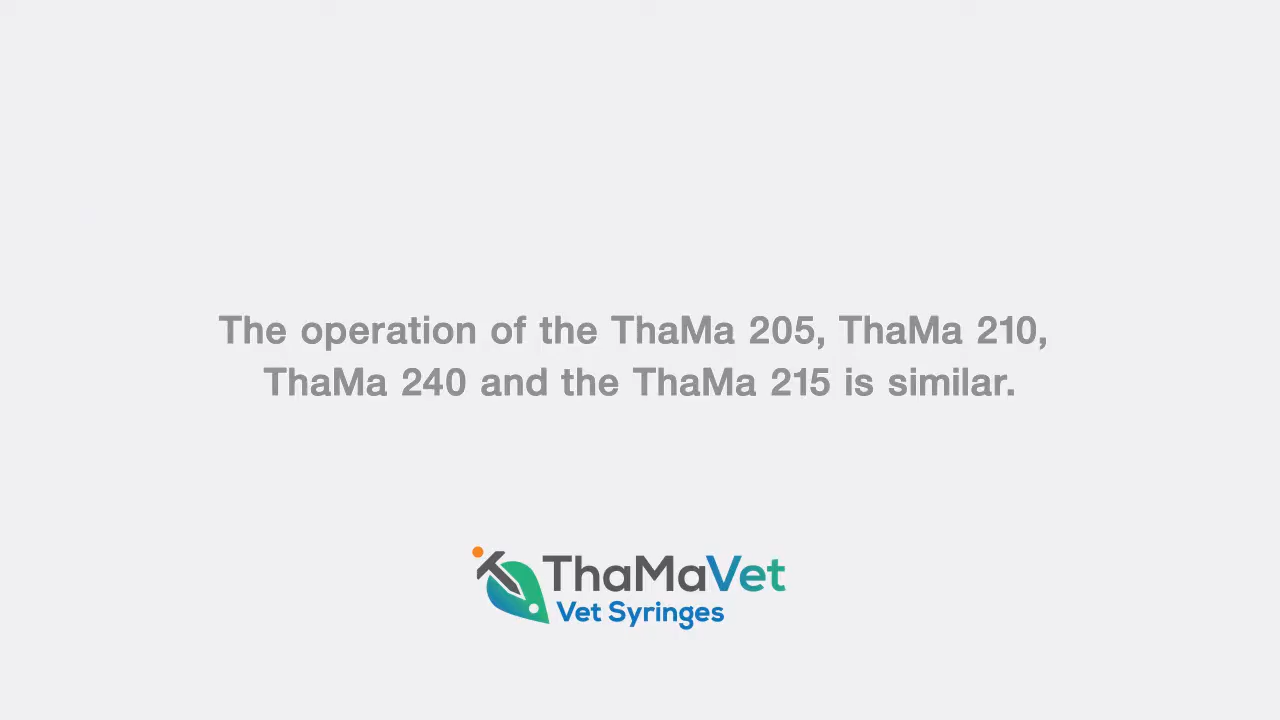 The operation of the ThaMa 205, ThaMa 210,
ThaMa 240 and the ThaMa 215 is similar.
ThaMaVet
Vet Syringes